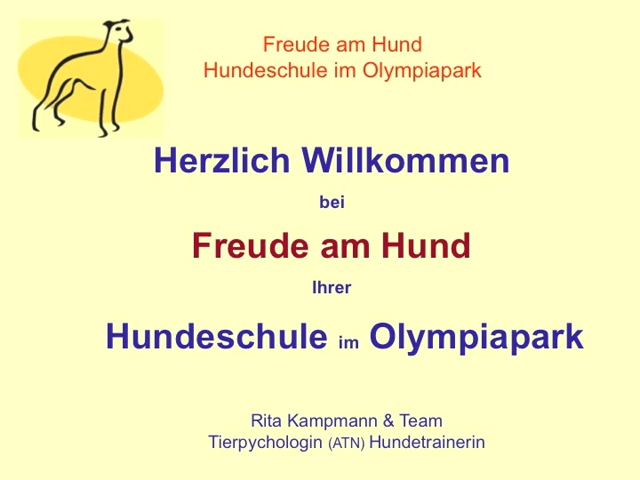 Freude am Hund
Hundeschule im Olympiapark
Herzlich Willkommen
bei
Freude am Hund
Ihrer
Hundeschule im Olympiapark
Rita Kampmann & Team
Tierpychologin (ATN) Hundetrainerin